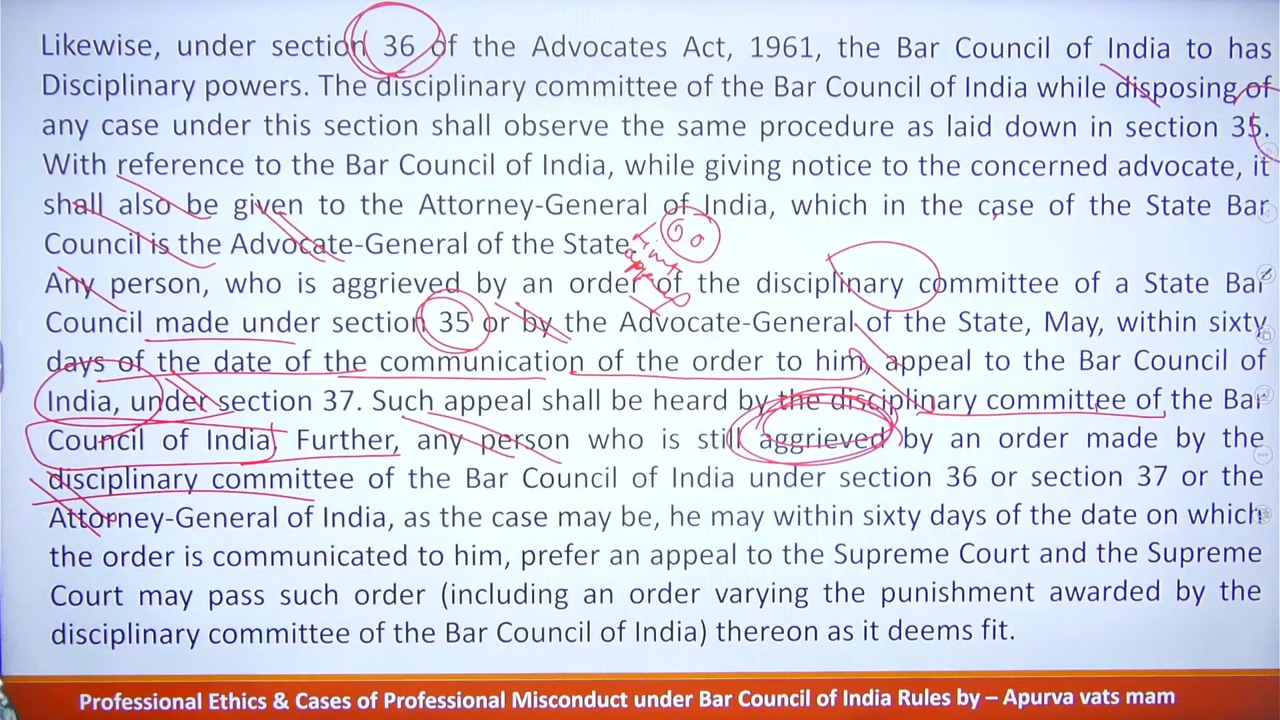 Likewise, under section 36 of the Advocates Act, 1961, the Bar Council of India to has
Disciplinary powers. The disciplinary committee of the Bar Council of India while disposing of
any case under this section shall observe the same procedure as laid down in section 35.
With reference to the Bar Council of India, while giving notice to the concerned advocate, it
shall also be given to the Attorney-General of India, which in the case of the State Bar
Council is the Advocate-General of the State.
Any person, who is aggrieved by an order of the disciplinary committee of a State Bar
Council made under section 35 or by the Advocate-General of the State, May, within sixty
days of the date of the communication of the order to him, appeal to the Bar Council of
India, under section 37. Such appeal shall be heard by the disciplinary committee of the Bar
Council of India. Further, any person who is still aggrieved by an order made by the
disciplinary committee of the Bar Council of India under section 36 or section 37 or the
Attorney-General of India, as the case may be, he may within sixty days of the date on which
the order is communicated to him, prefer an appeal to the Supreme Court and the Supreme
Court may pass such order (including an order varying the punishment awarded by the
disciplinary committee of the Bar Council of India) thereon as it deems fit.
Professional Ethics & Cases of Professional Misconduct under Bar Council of India Rules by – Apurva vats mam